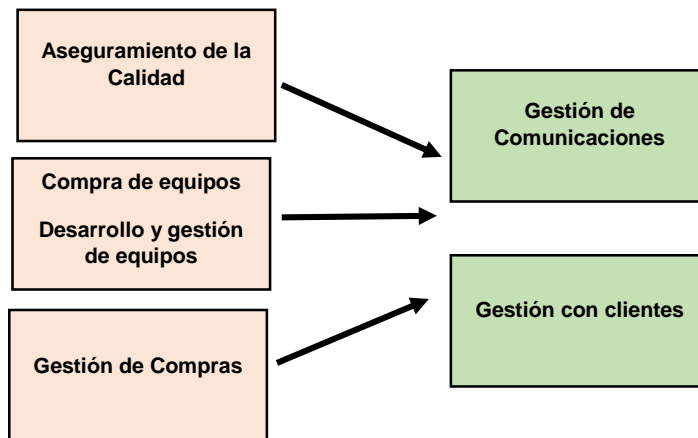 Aseguramiento de la
Calidad
Compra de equipos
Desarrollo y gestión
de equipos
Gestión de Compras
Gestión de
Comunicaciones
Gestión con clientes